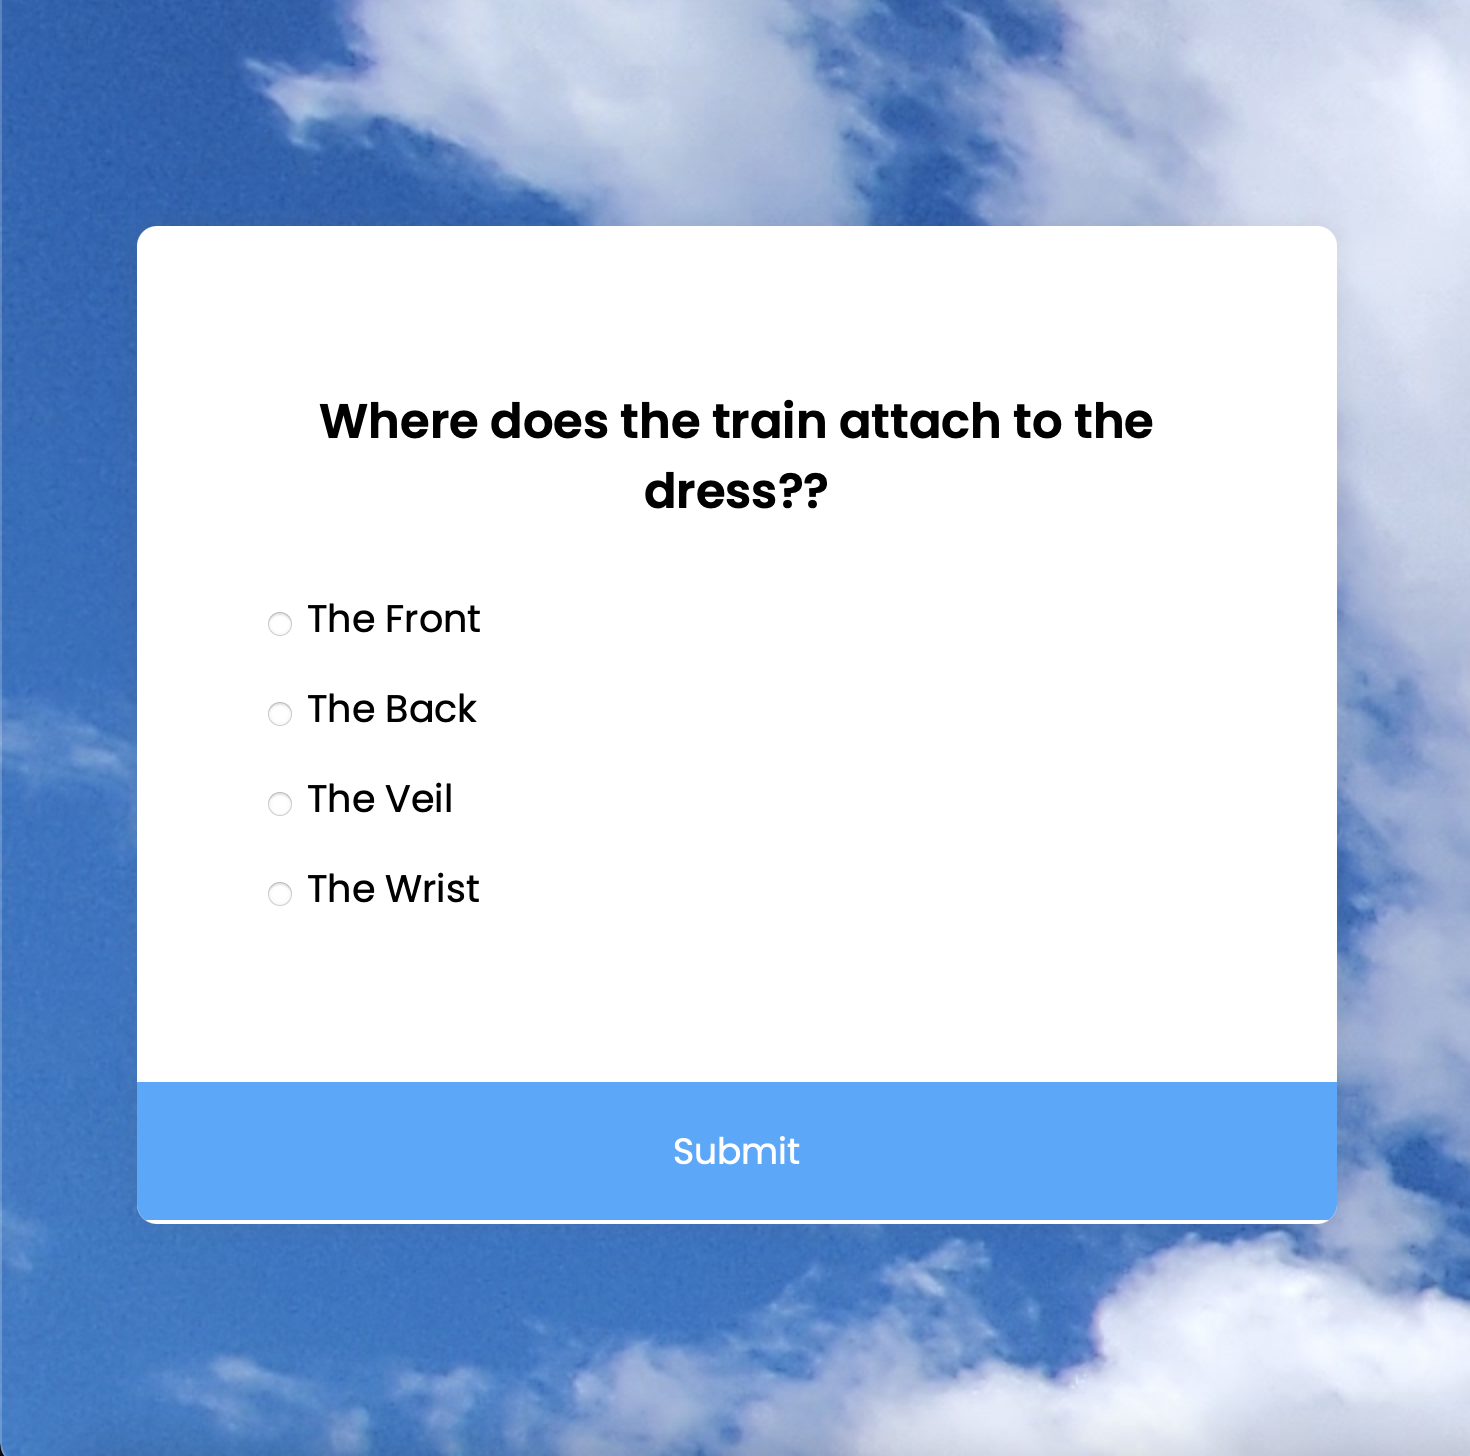 Where does the train attach to the
dress??
The Front
The Back
The Veil
The Wrist
Submit